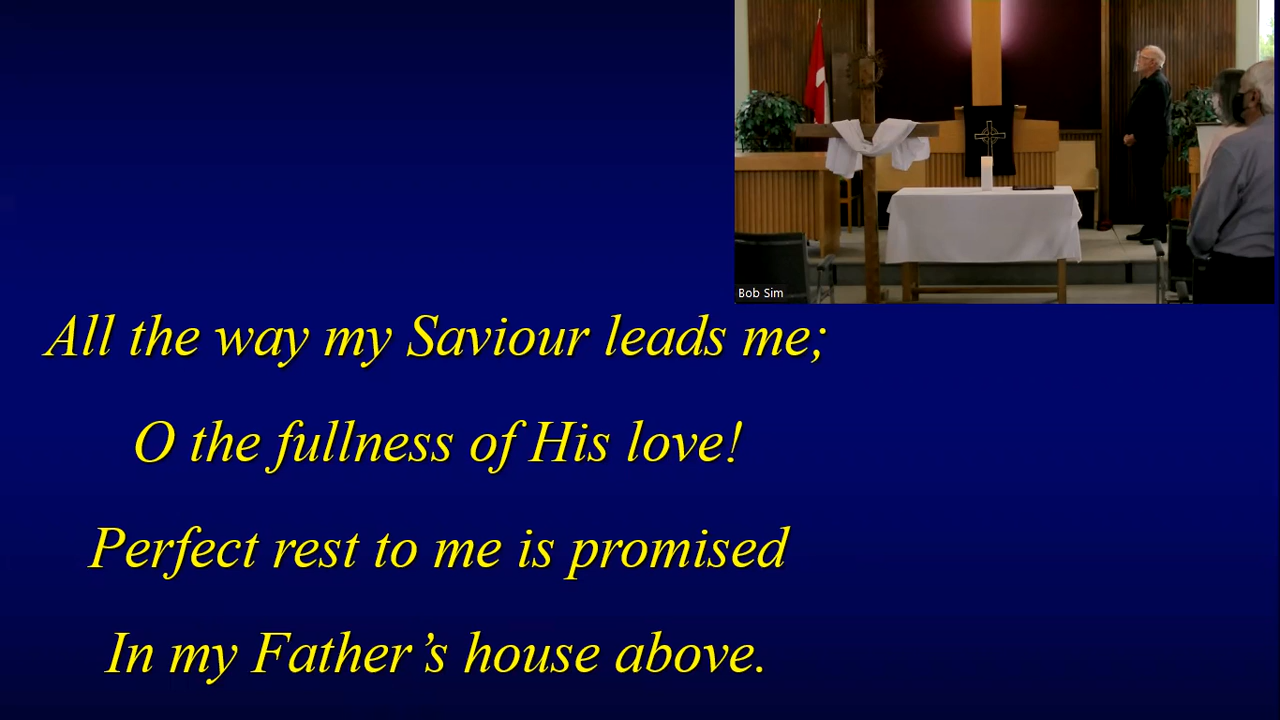 Bob Sim
All the way my Saviour leads me;
O the fullness of His love!
Perfect rest to me is promised
In my Father’s house above.